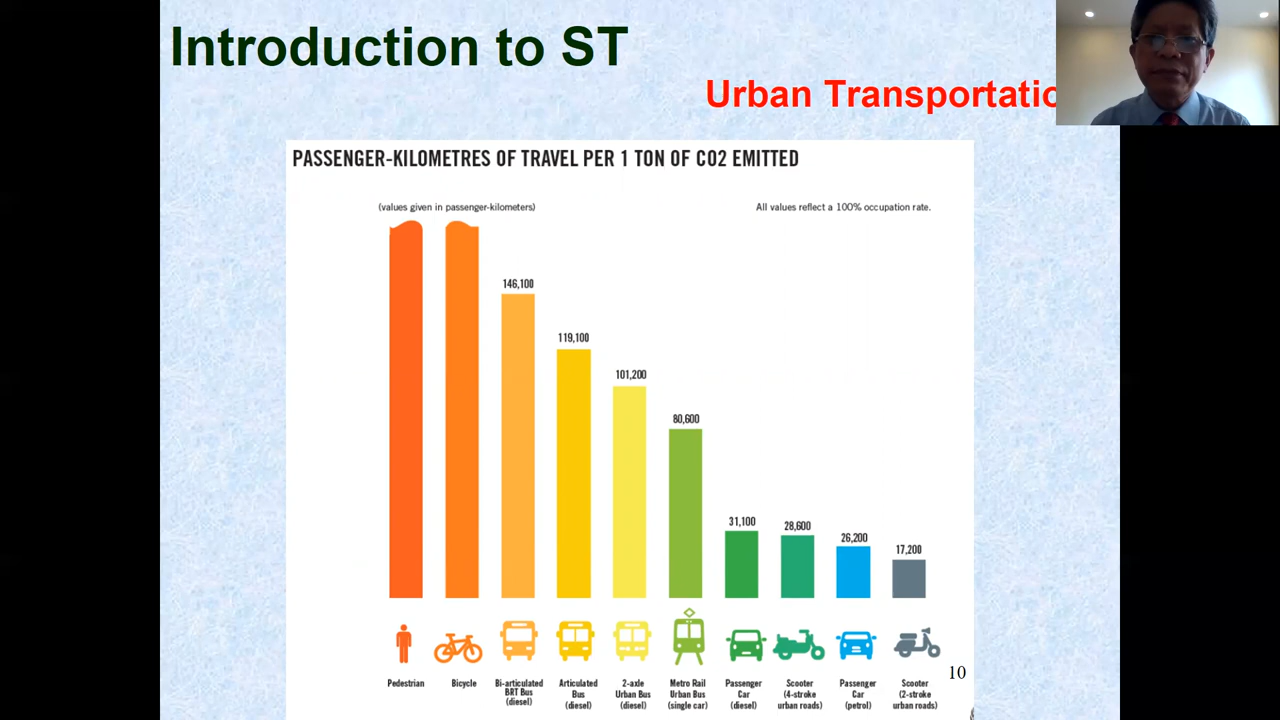 Introduction to ST
Urban Transportatio
PASSENGER-KILOMETRES OF TRAVEL PER 1 TON OF CO2 EMITTED
(values given in passenger-kilometers)
All values reflect a 100% occupation rate.
146,100
119,100
101,200
80,600
31,100
28,600
26,200
17,200
Pedestrian
Bicycle
Bi-articulated
BRT Bus
(diesel)
Articulated
Bus
(diesel)
2-axle
Urban Bus
(diesel)
Metro Rail
Urban Bus
(single car)
Passenger
Car
(diesel)
Scooter
(4-stroke
urban roads)
Passenger
Car
(petrol)
Scooter
(2-stroke
urban roads)
10